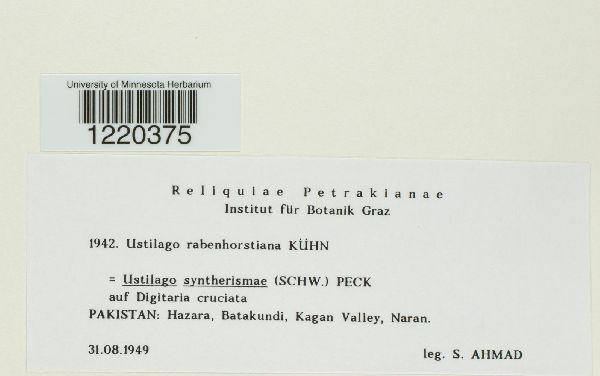 University of Minnesota Herbarium
1220375
Reliquiae Petrakianae
Institut für Botanik Graz
1942. Ustilago rabenhorstiana KÜHN
= Ustilago syntherismae (SCHW.) PECK
auf Digitaria cruciata
PAKISTAN: Hazara, Batakundi, Kagan Valley, Naran.
31.08.1949 leg. S. AHMAD